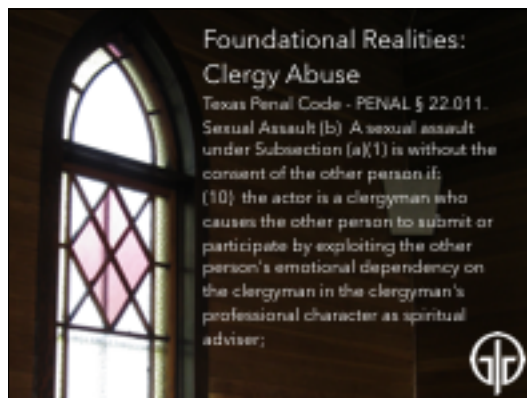 Foundational Realities:
Clergy Abuse
Texas Penal Code - PENAL § 22.011.
Sexual Assault (b)  A sexual assault
under Subsection (a)(1) is without the
consent of the other person if:
(10)  the actor is a clergyman who
causes the other person to submit or
participate by exploiting the other
person's emotional dependency on
the clergyman in the clergyman's
professional character as spiritual
adviser;